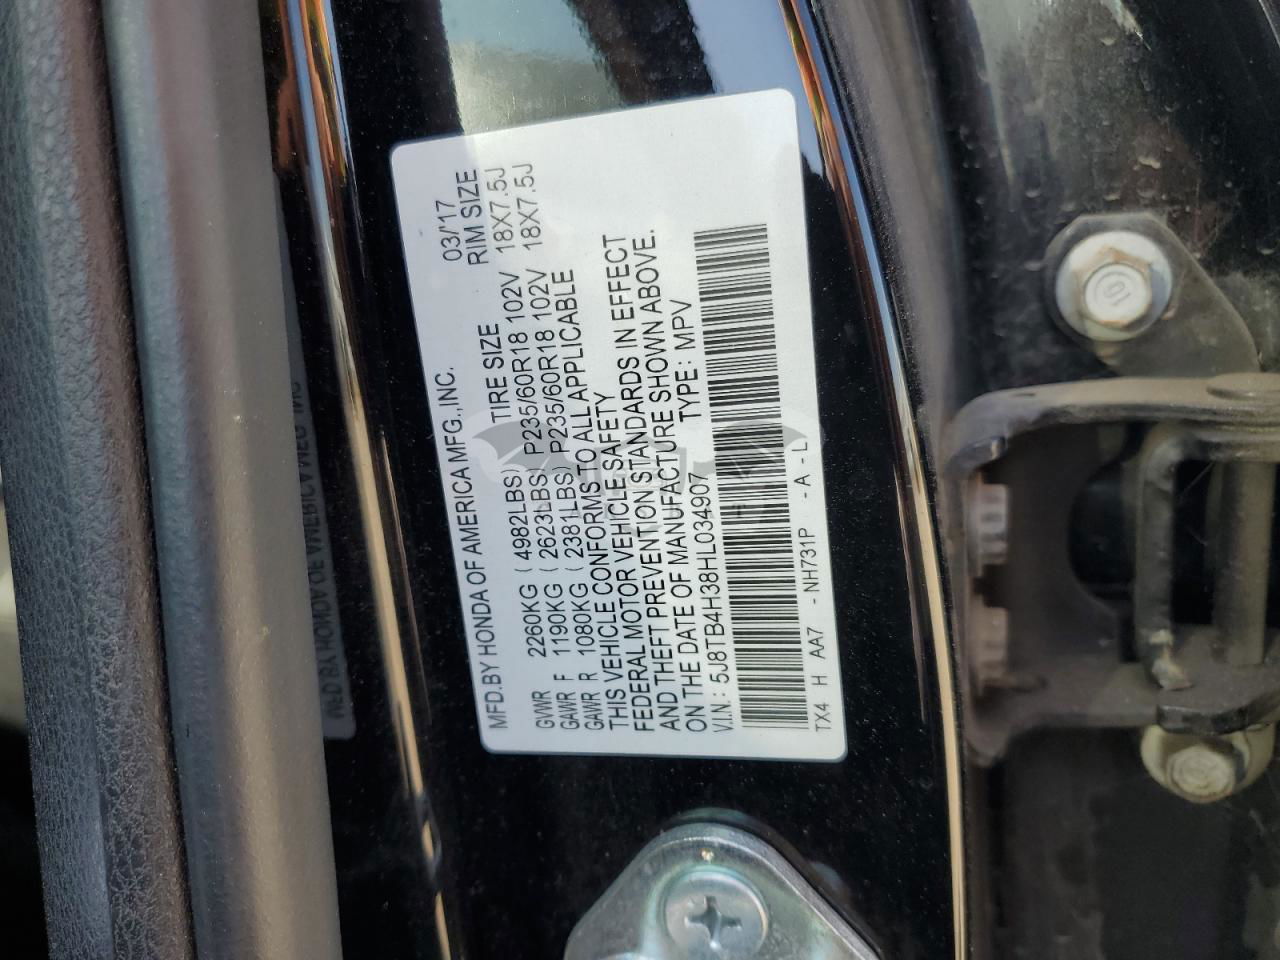 MFD.BY HONDA OF AMERICA MFG.,INC. 03/'17
TIRE SIZE RIM SIZE
GVWR 2260KG ( 4982LBS)
GAWR F 1190KG ( 2623LBS) P235/60R18 102V 18X7.5J
GAWR R 1080KG ( 2381LBS) P235/60R18 102V 18X7.5J
THIS VEHICLE CONFORMS TO ALL APPLICABLE
FEDERAL MOTOR VEHICLE SAFETY
AND THEFT PREVENTION STANDARDS IN EFFECT
ON THE DATE OF MANUFACTURE SHOWN ABOVE.
V.I.N.: 5J8TB4H38HL034907 TYPE: MPV
TX4 H AA7 - NH731P - A - L
10